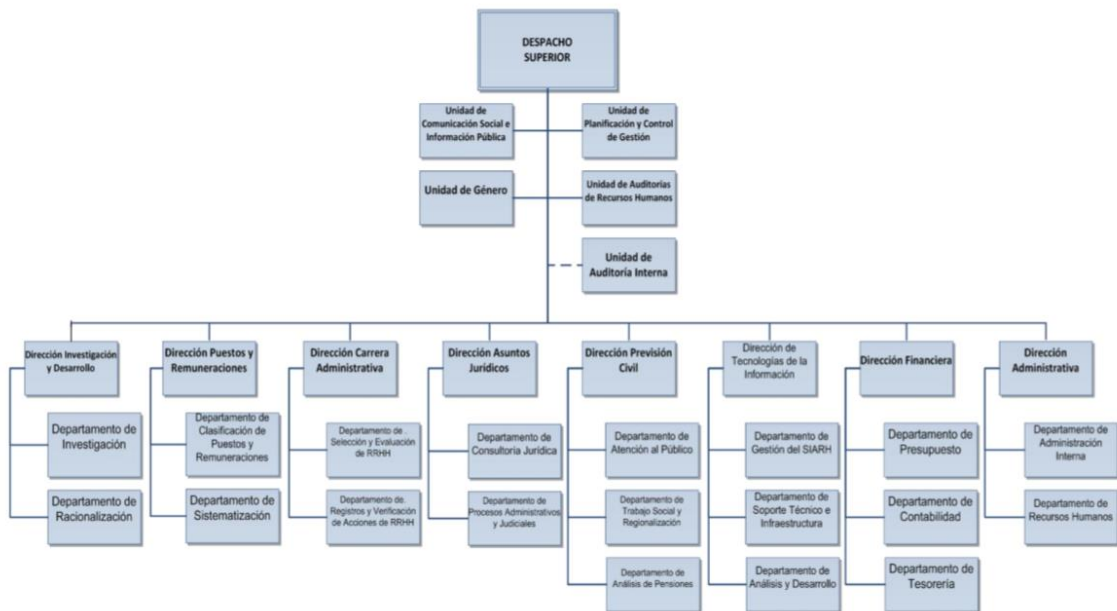 DESPACHO
SUPERIOR
Unidad de
Comunicación Social e
Información Pública
Unidad de
Planificación y Control
de Gestión
Unidad de Género
Unidad de Auditorías
de Recursos Humanos
Unidad de
Auditoría Interna
Dirección Investigación
y Desarrollo
Dirección Puestos y
Remuneraciones
Dirección Carrera
Administrativa
Dirección Asuntos
Jurídicos
Dirección Previsión
Civil
Dirección de
Tecnologías de la
Información
Dirección Financiera
Dirección
Administrativa
Departamento de
Investigación
Departamento de
Clasificación de
Puestos y
Remuneraciones
Departamento de
Selección y Evaluación
de RRHH
Departamento de
Consultoría Jurídica
Departamento de
Atención al Público
Departamento de
Gestión del SIARH
Departamento de
Presupuesto
Departamento de
Administración
Interna
Departamento de
Racionalización
Departamento de
Sistematización
Departamento de
Registros y Verificación
de Acciones de RRHH
Departamento de
Procesos Administrativos
y Judiciales
Departamento de
Trabajo Social y
Regionalización
Departamento de
Soporte Técnico e
Infraestructura
Departamento de
Contabilidad
Departamento de
Recursos Humanos
Departamento de
Análisis de Pensiones
Departamento de
Análisis y Desarrollo
Departamento de
Tesorería